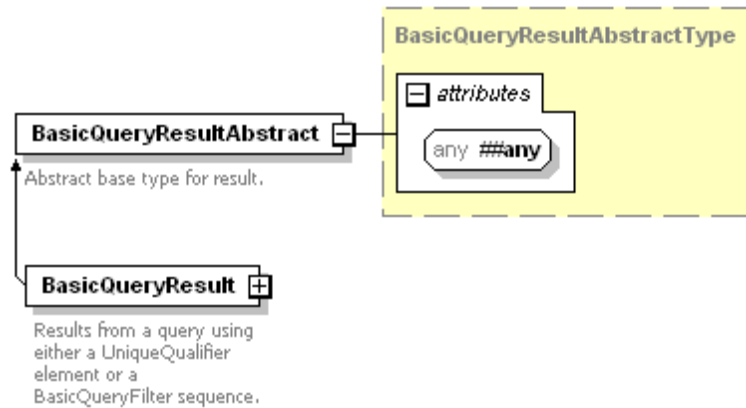 BasicQueryResultAbstractType
attributes
any ##any
BasicQueryResultAbstract
Abstract base type for result.
BasicQueryResult
Results from a query using
either a UniqueQualifier
element or a
BasicQueryFilter sequence.